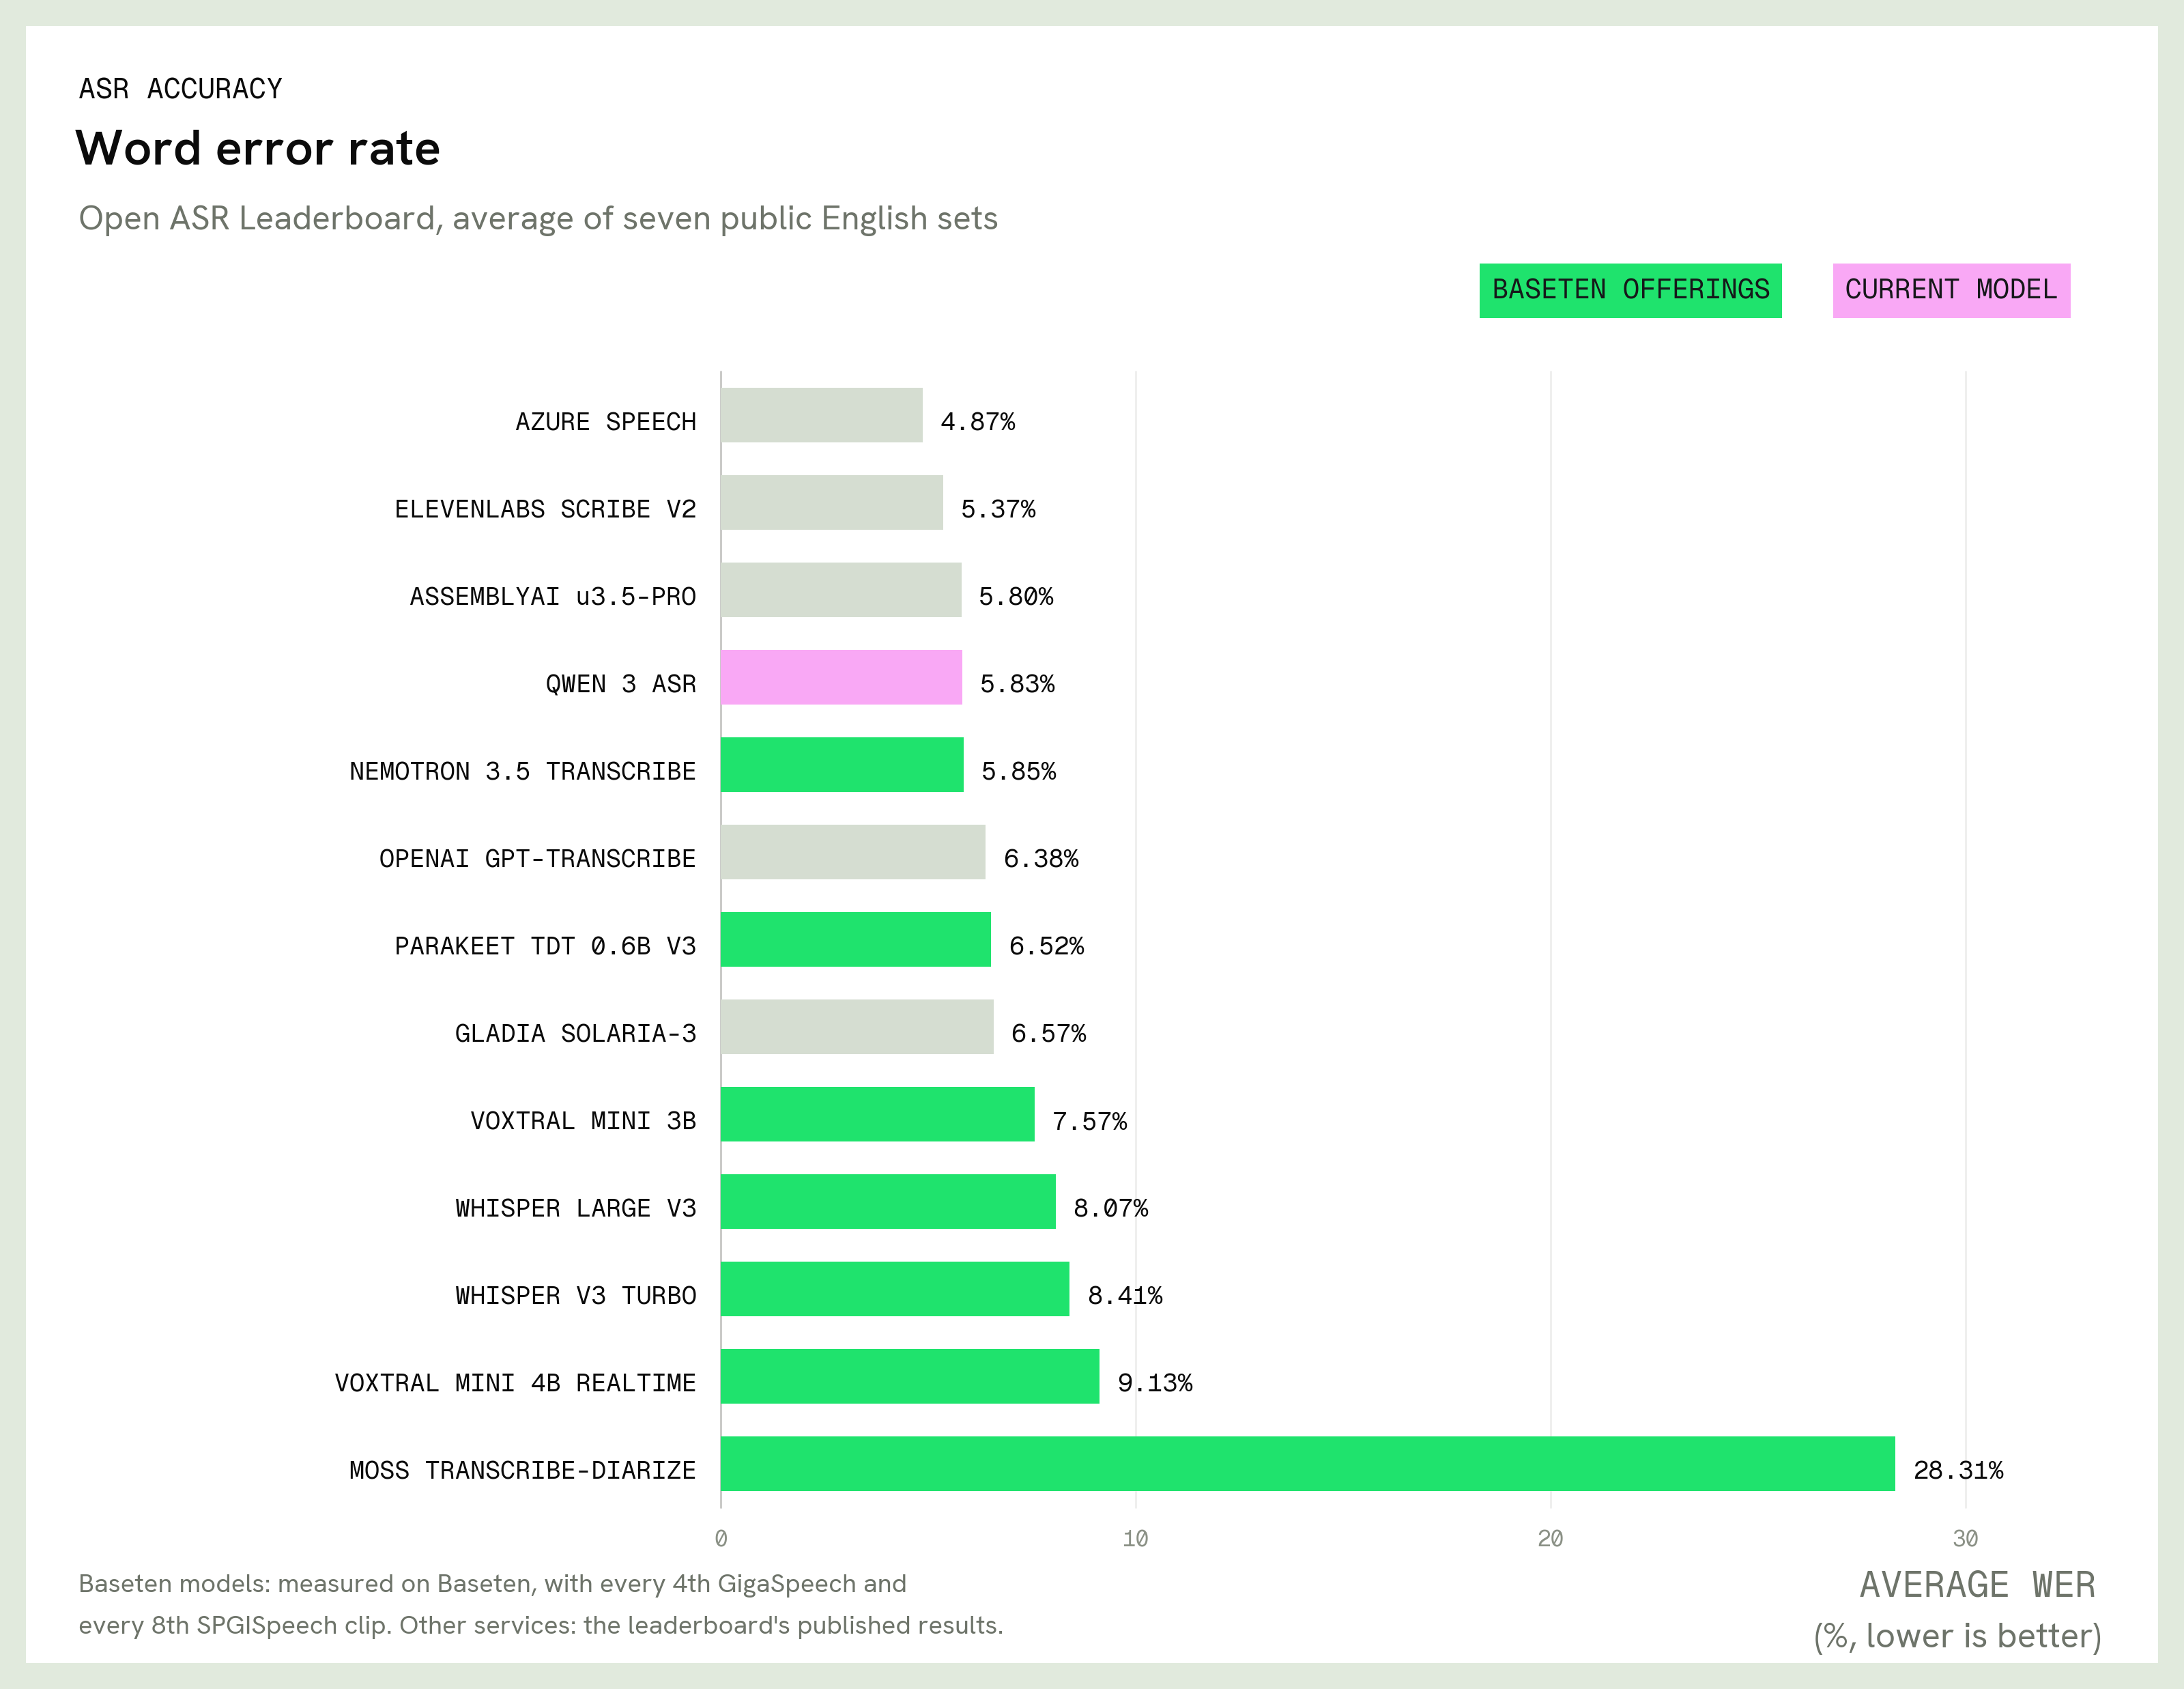 ASR ACCURACY
Word error rate
Open ASR Leaderboard, average of seven public English sets
BASETEN OFFERINGS CURRENT MODEL
AZURE SPEECH 4.87%
ELEVENLABS SCRIBE V2 5.37%
ASSEMBLYAI u3.5-PRO 5.80%
QWEN 3 ASR 5.83%
NEMOTRON 3.5 TRANSCRIBE 5.85%
OPENAI GPT-TRANSCRIBE 6.38%
PARAKEET TDT 0.6B V3 6.52%
GLADIA SOLARIA-3 6.57%
VOXTRAL MINI 3B 7.57%
WHISPER LARGE V3 8.07%
WHISPER V3 TURBO 8.41%
VOXTRAL MINI 4B REALTIME 9.13%
MOSS TRANSCRIBE-DIARIZE 28.31%
0 10 20 30
Baseten models: measured on Baseten, with every 4th GigaSpeech and
every 8th SPGISpeech clip. Other services: the leaderboard's published results.
AVERAGE WER
(%, lower is better)